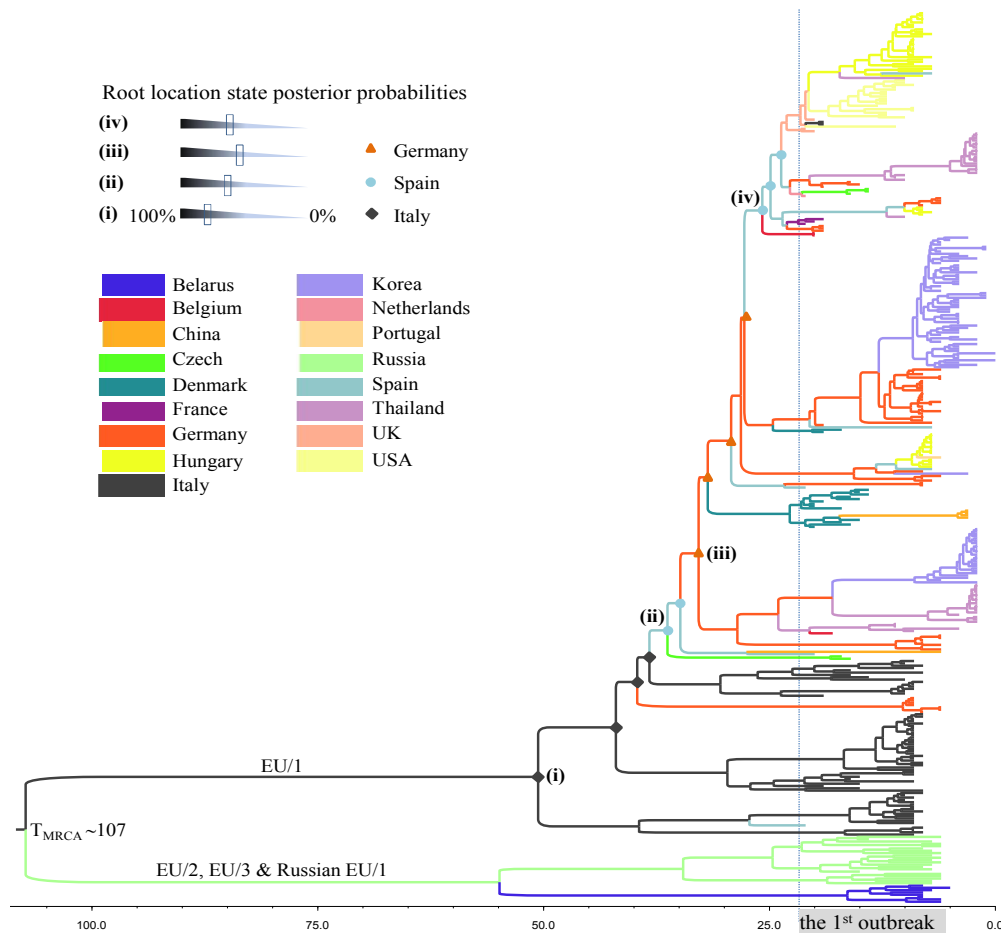 Root location state posterior probabilities
(iv)
(iii)
(ii)
(i) 100% 0%
Germany
Spain
Italy
Belarus
Belgium
China
Czech
Denmark
France
Germany
Hungary
Italy
Korea
Netherlands
Portugal
Russia
Spain
Thailand
UK
USA
(iv)
(iii)
(ii)
EU/1
(i)
TMRCA ~107
EU/2, EU/3 & Russian EU/1
the 1st outbreak
100.0 75.0 50.0 25.0 0.0